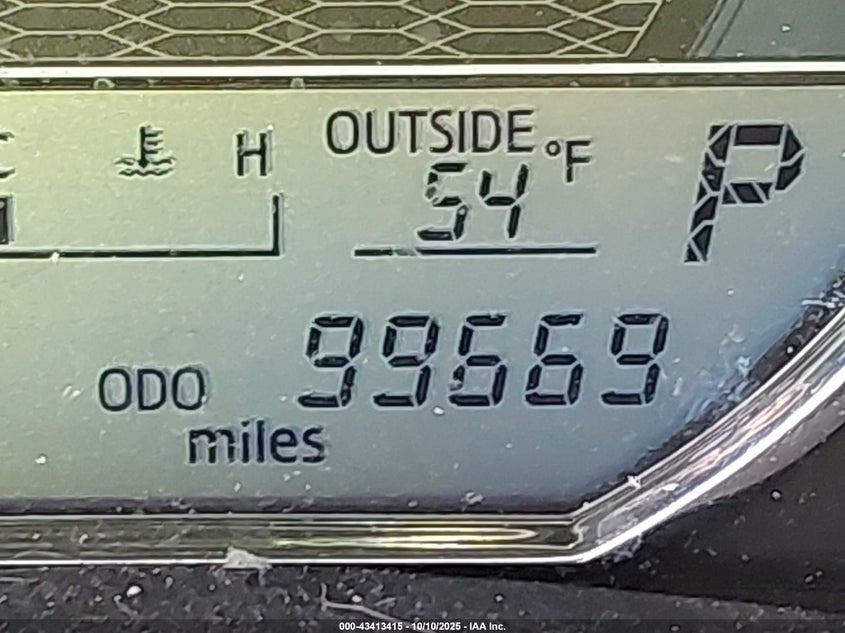 C H OUTSIDE °F
54
P
99669
ODO
miles
000-43413415 - 10/10/2025 - IAA Inc.